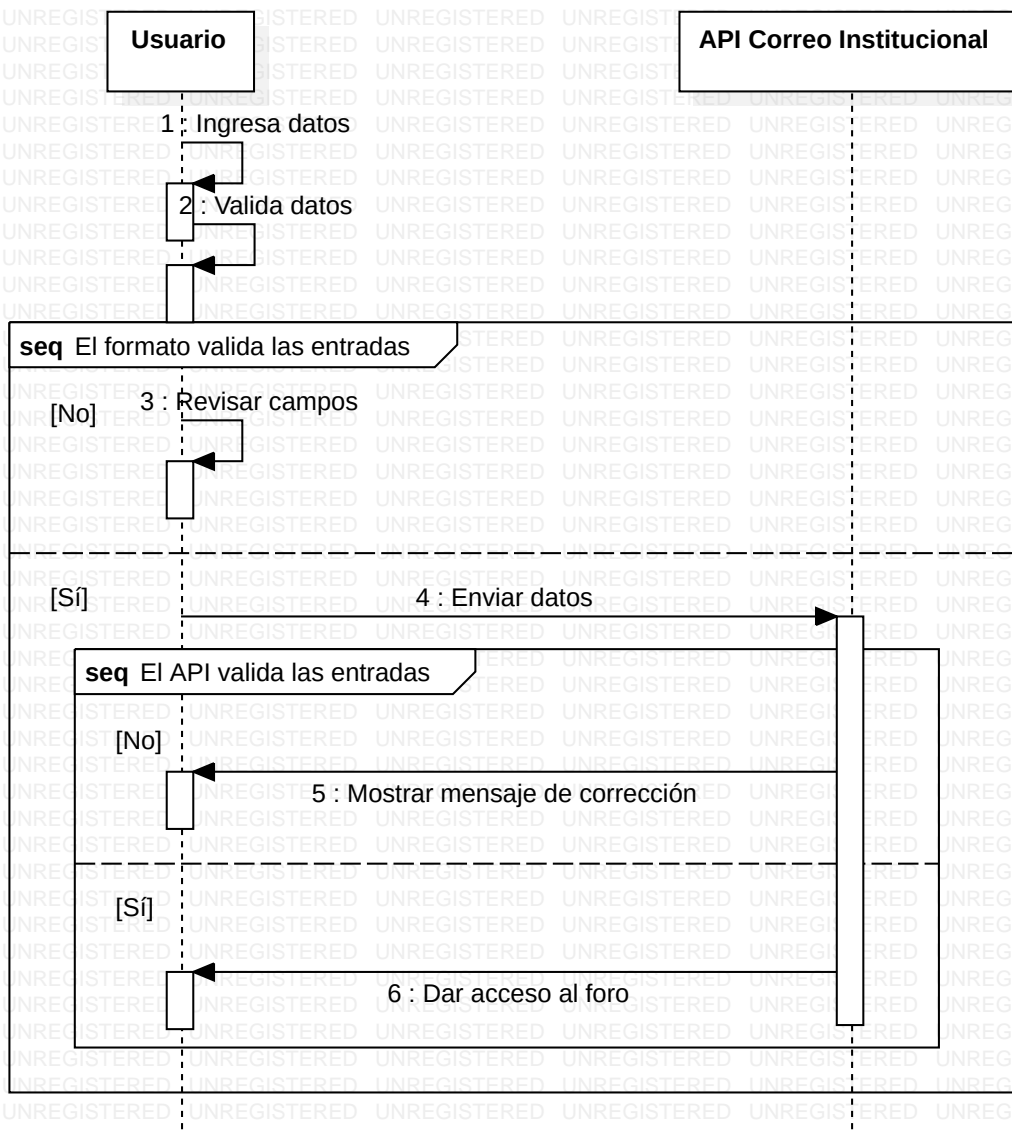 Usuario
API Correo Institucional
1 : Ingresa datos
2 : Valida datos
seq El formato valida las entradas
[No]
3 : Revisar campos
[Sí]
4 : Enviar datos
seq El API valida las entradas
[No]
5 : Mostrar mensaje de corrección
[Sí]
6 : Dar acceso al foro
UNREGISTERED